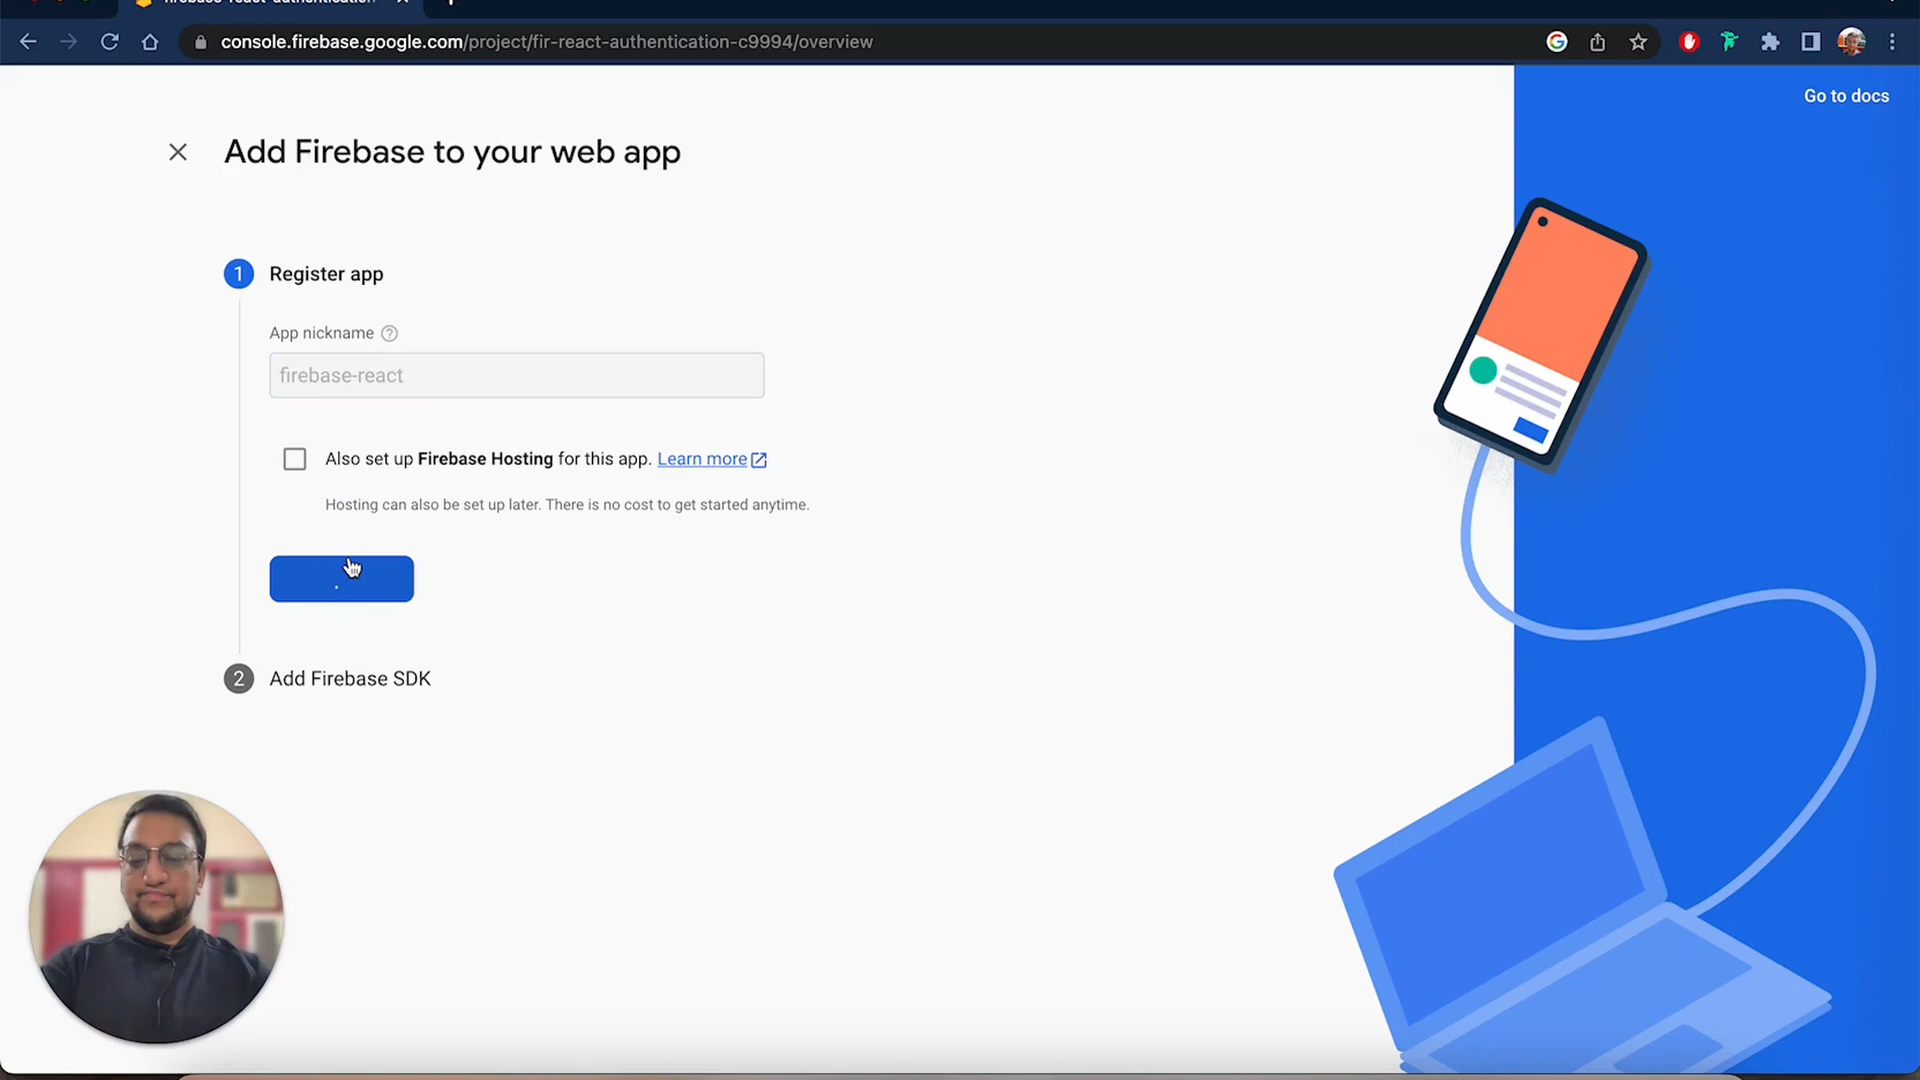 console.firebase.google.com/project/fir-react-authentication-c9994/overview
Go to docs
Add Firebase to your web app
1 Register app
App nickname ?
firebase-react
Also set up Firebase Hosting for this app. Learn more
Hosting can also be set up later. There is no cost to get started anytime.
2 Add Firebase SDK